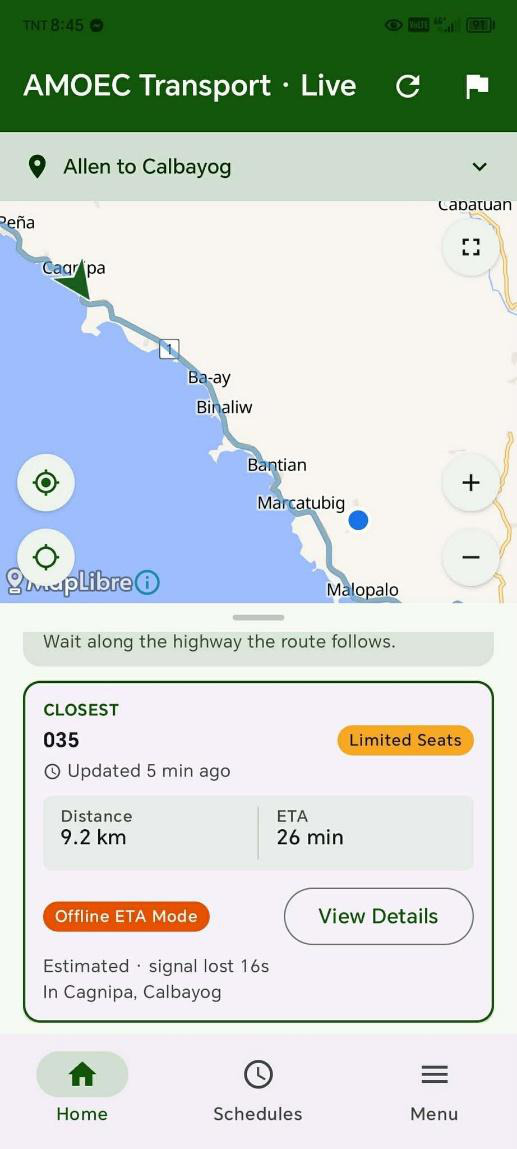 TNT 8:45
VoLTE 4G 91
AMOEC Transport · Live
Allen to Calbayog
Cabatuan
Peña
Cagnipa
1
Ba-ay
Binaliw
Bantian
Marcatubig
Malopalo
MapLibre
Wait along the highway the route follows.
CLOSEST
035
Limited Seats
Updated 5 min ago
Distance
ETA
9.2 km
26 min
Offline ETA Mode
View Details
Estimated · signal lost 16s
In Cagnipa, Calbayog
Home
Schedules
Menu